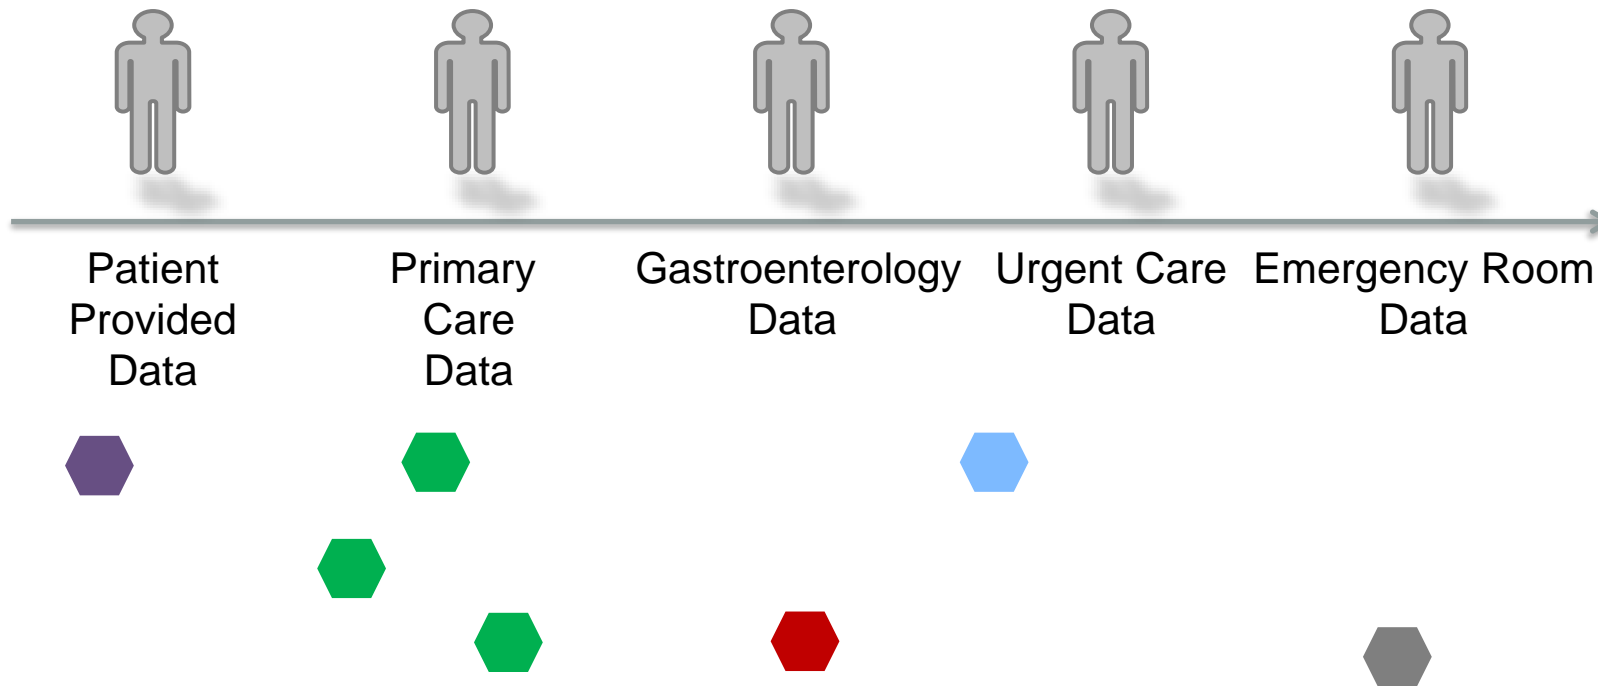 Patient
Provided
Data
Primary
Care
Data
Gastroenterology
Data
Urgent Care
Data
Emergency Room
Data